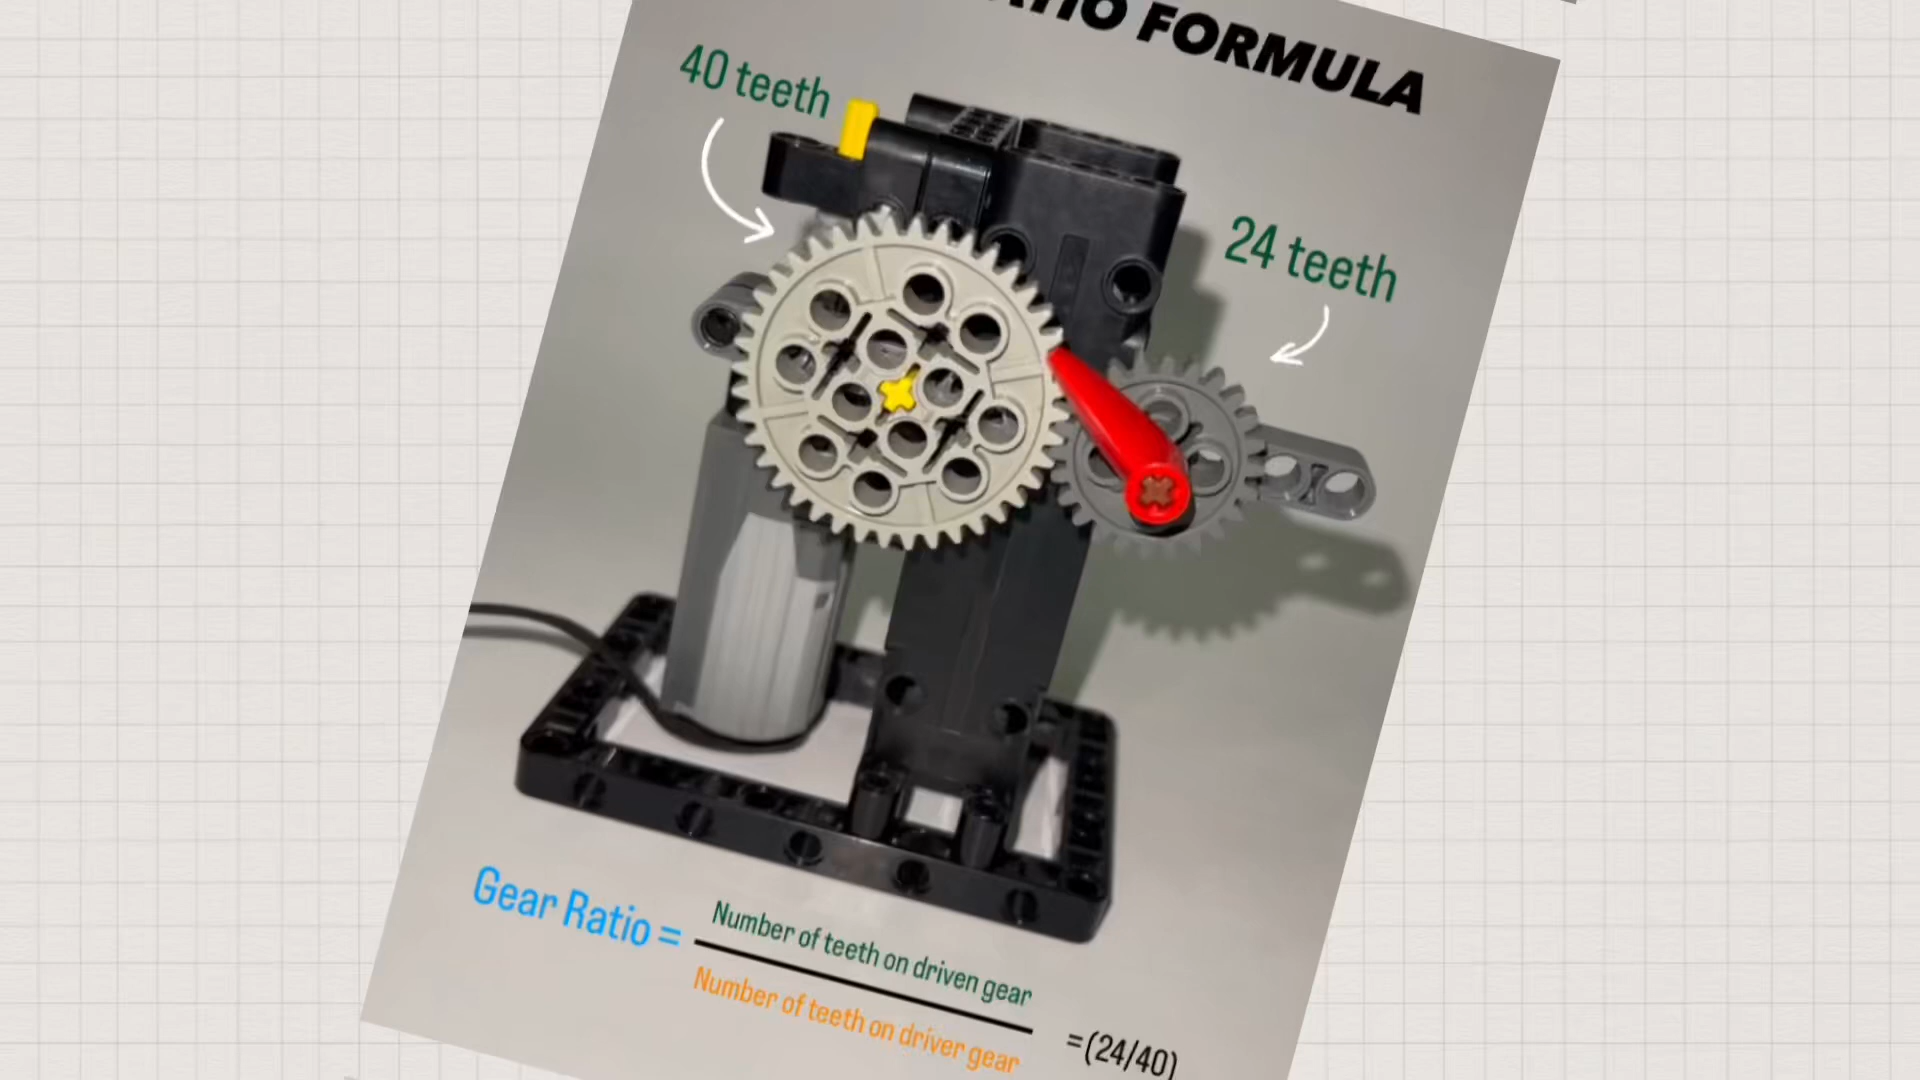 FORMULA
40 teeth
24 teeth
Gear Ratio =
Number of teeth on driven gear
Number of teeth on driver gear
=(24/40)